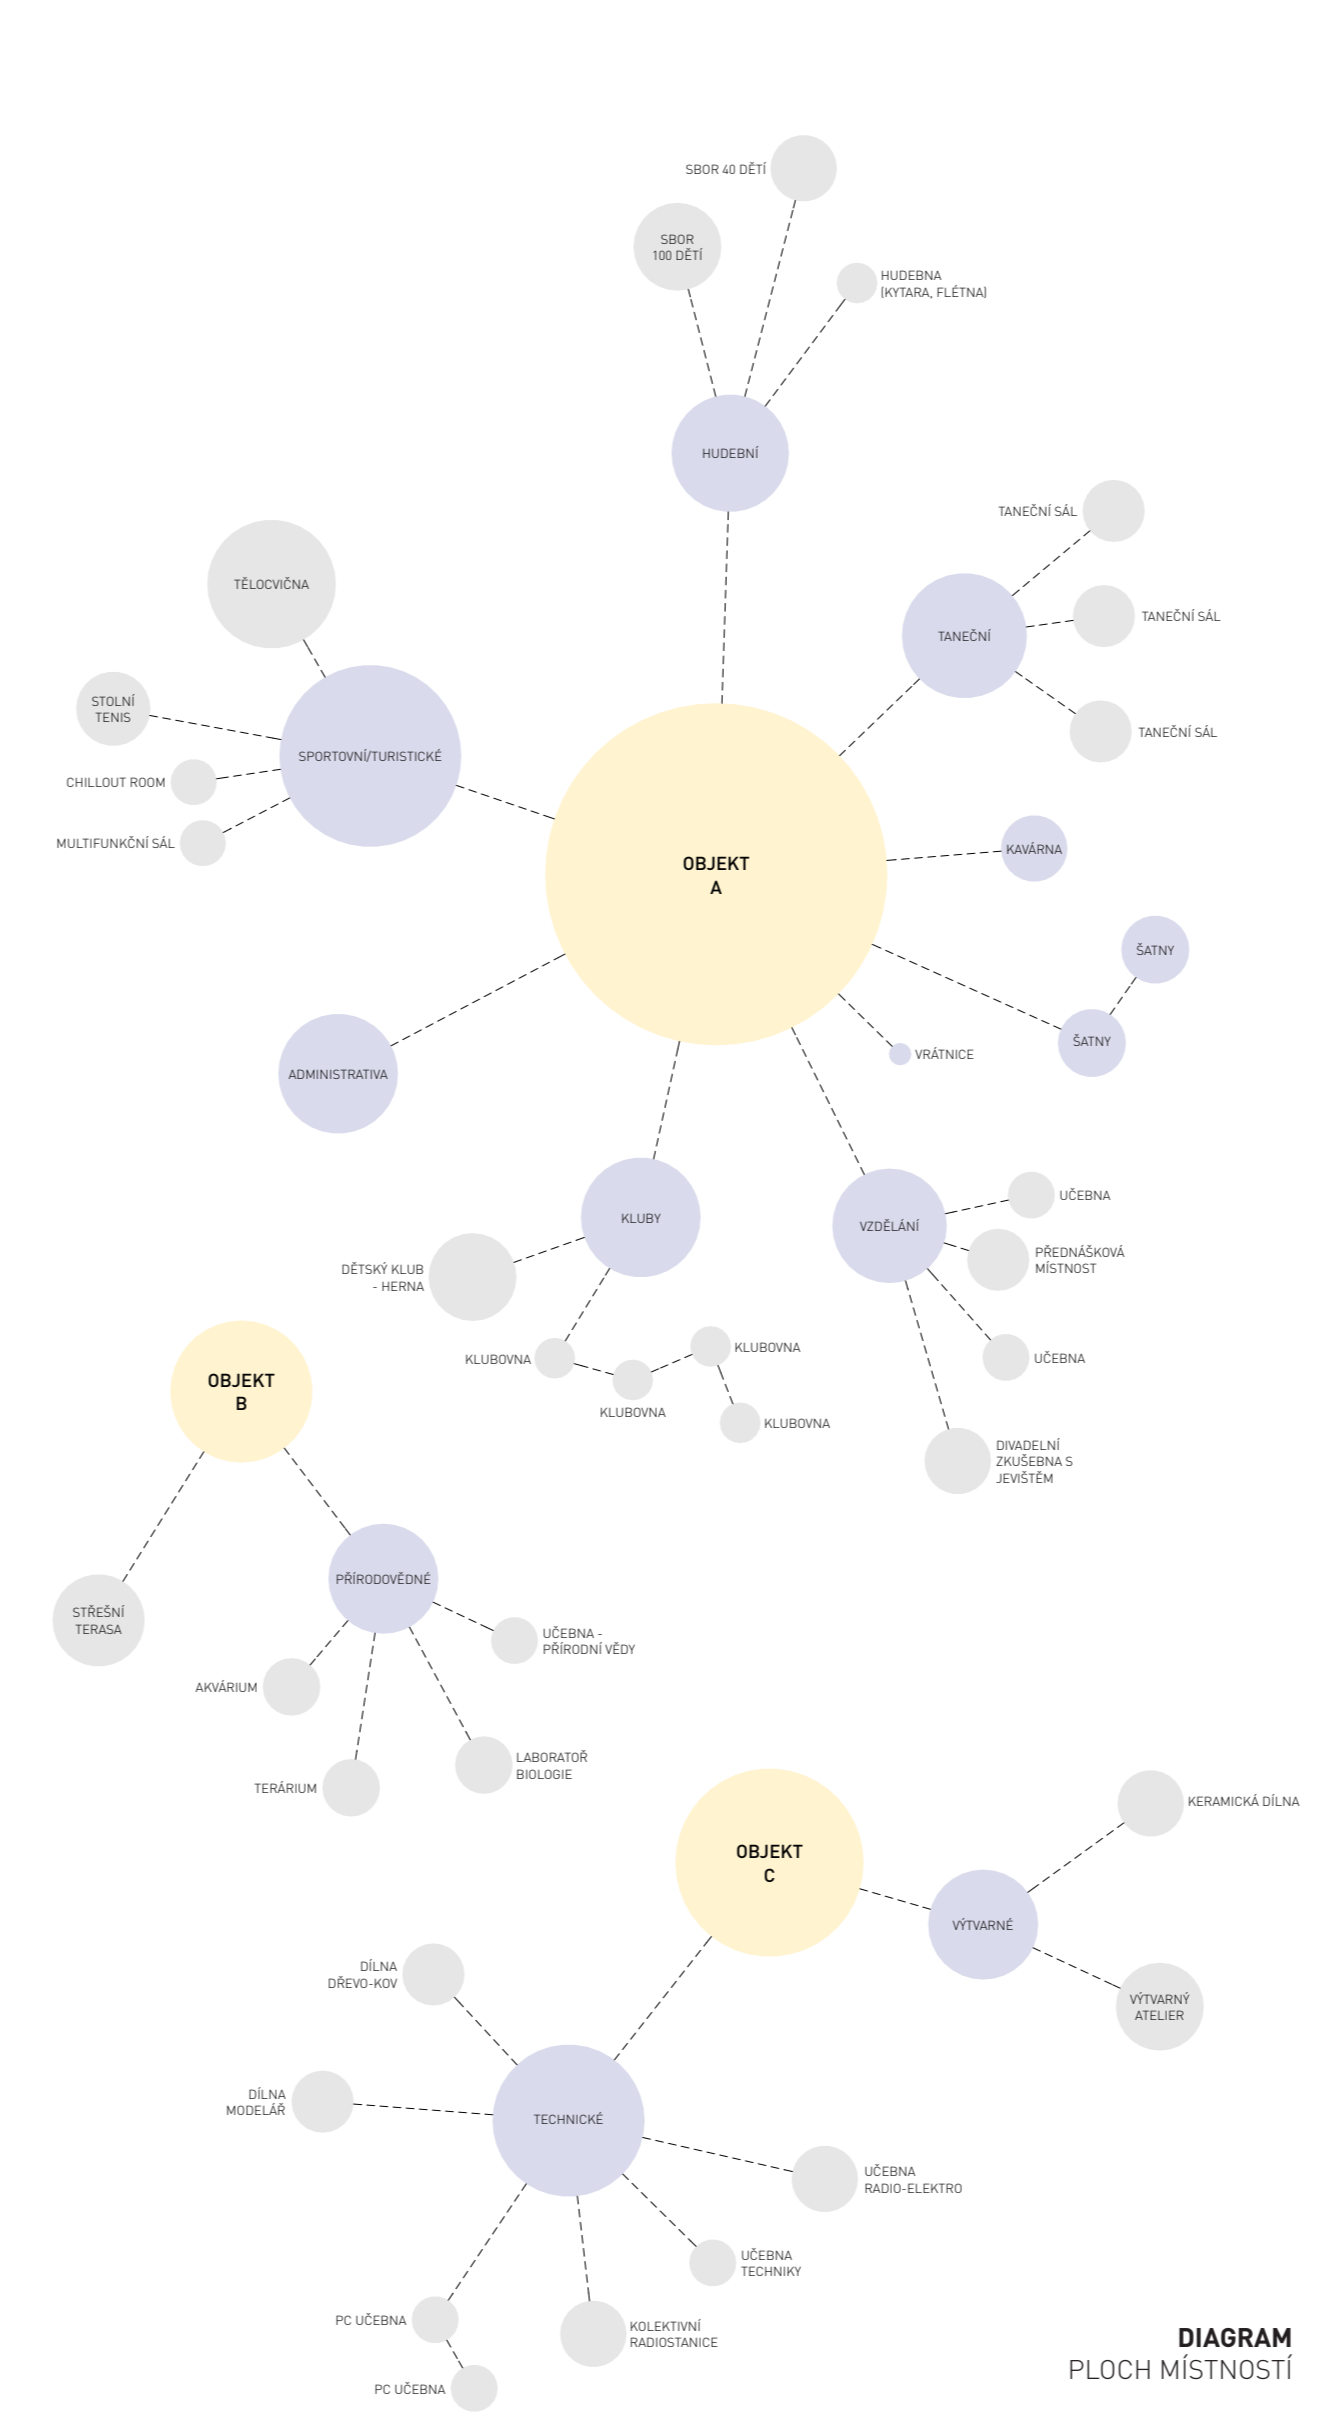 SBOR 40 DĚTÍ
SBOR
100 DĚTÍ
HUDEBNA
(KYTARA, FLÉTNA)
HUDEBNÍ
TANEČNÍ SÁL
TĚLOCVIČNA
TANEČNÍ SÁL
TANEČNÍ
STOLNÍ
TENIS
TANEČNÍ SÁL
SPORTOVNÍ/TURISTICKÉ
CHILLOUT ROOM
MULTIFUNKČNÍ SÁL
KAVÁRNA
OBJEKT
A
ŠATNY
ŠATNY
VRÁTNICE
ADMINISTRATIVA
UČEBNA
KLUBY
VZDĚLÁNÍ
PŘEDNÁŠKOVÁ
MÍSTNOST
DĚTSKÝ KLUB
- HERNA
KLUBOVNA
KLUBOVNA
UČEBNA
KLUBOVNA
KLUBOVNA
OBJEKT
B
DIVADELNÍ
ZKUŠEBNA S
JEVIŠTĚM
PŘÍRODOVĚDNÉ
STŘEŠNÍ
TERASA
UČEBNA -
PŘÍRODNÍ VĚDY
AKVÁRIUM
LABORATOŘ
BIOLOGIE
TERÁRIUM
KERAMICKÁ DÍLNA
OBJEKT
C
VÝTVARNÉ
DÍLNA
DŘEVO-KOV
VÝTVARNÝ
ATELIER
DÍLNA
MODELÁŘ
TECHNICKÉ
UČEBNA
RADIO-ELEKTRO
UČEBNA
TECHNIKY
PC UČEBNA
KOLEKTIVNÍ
RADIOSTANICE
PC UČEBNA
DIAGRAM
PLOCH MÍSTNOSTÍ